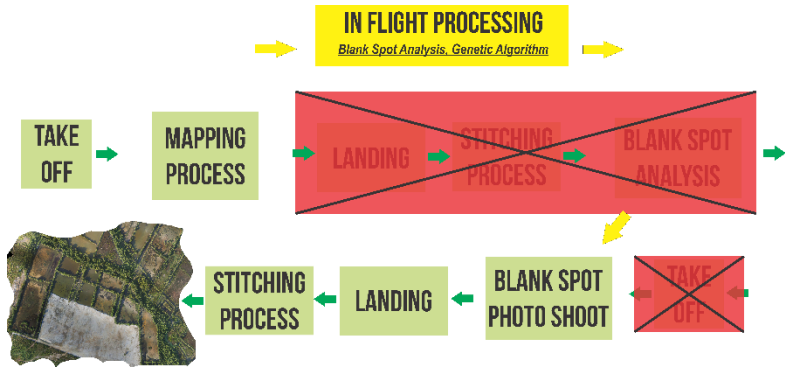 IN FLIGHT PROCESSING
Blank Spot Analysis, Genetic Algorithm
TAKE
OFF
MAPPING
PROCESS
LANDING
STITCHING
PROCESS
BLANK SPOT
ANALYSIS
TAKE
OFF
BLANK SPOT
PHOTO SHOOT
LANDING
STITCHING
PROCESS